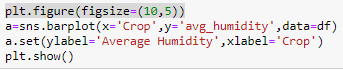 plt.figure(figsize=(10,5))
a=sns.barplot(x='Crop',y='avg_humidity',data=df)
a.set(ylabel='Average Humidity',xlabel='Crop')
plt.show()